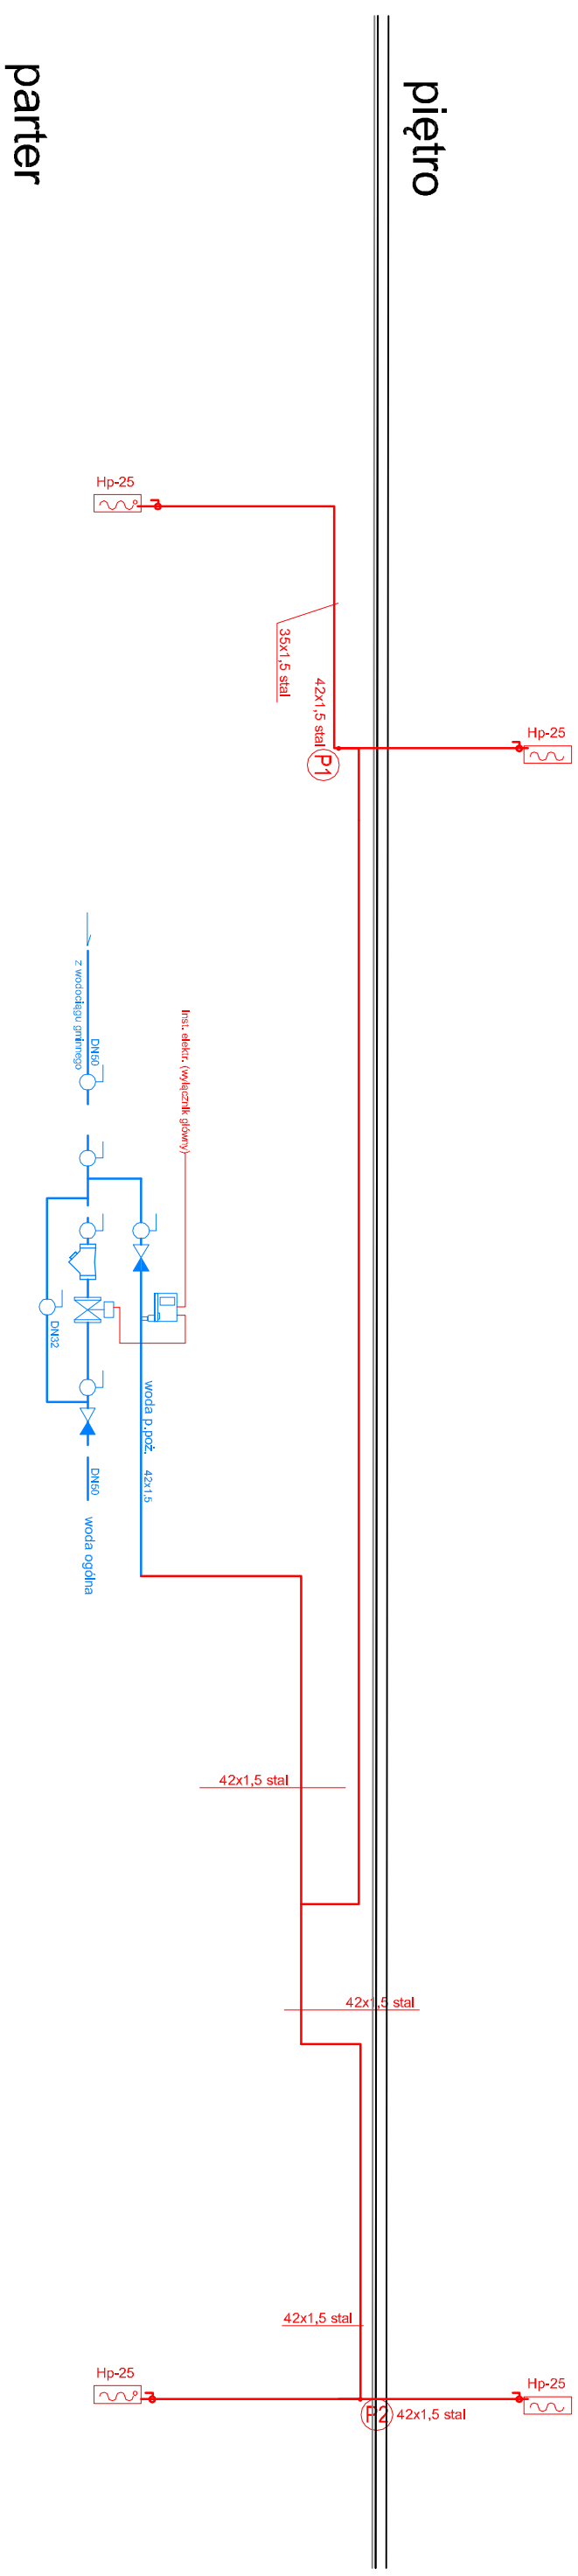 piętro
parter
Hp-25
35x1,5 stal
42x1,5 stal
P1
Hp-25
z wodociągu gminnego
DN50
Inst. elektr. (wyłącznik główny)
DN32
woda p.poż.
42x1.5
DN50
woda ogólna
42x1,5 stal
42x1,5 stal
42x1,5 stal
Hp-25
Hp-25
P2
42x1,5 stal